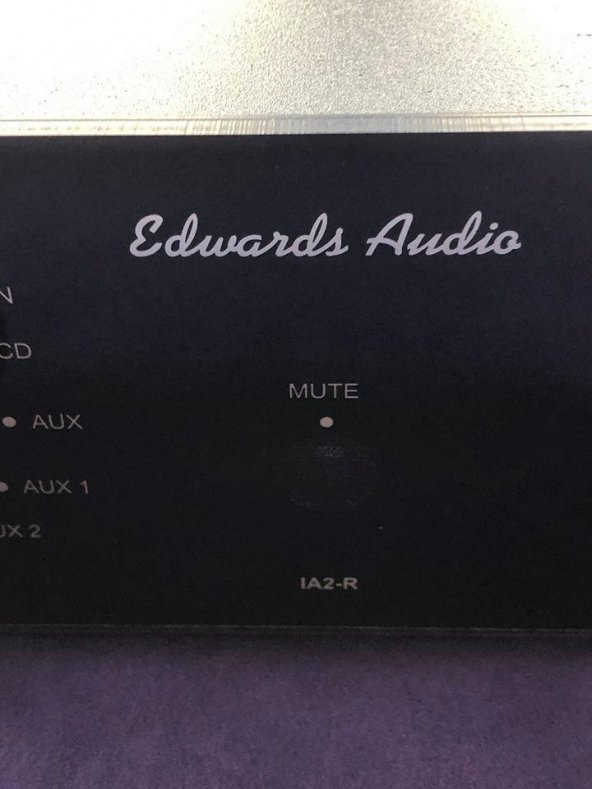 Edwards Audio
N
CD
MUTE
AUX
AUX 1
UX 2
IA2-R